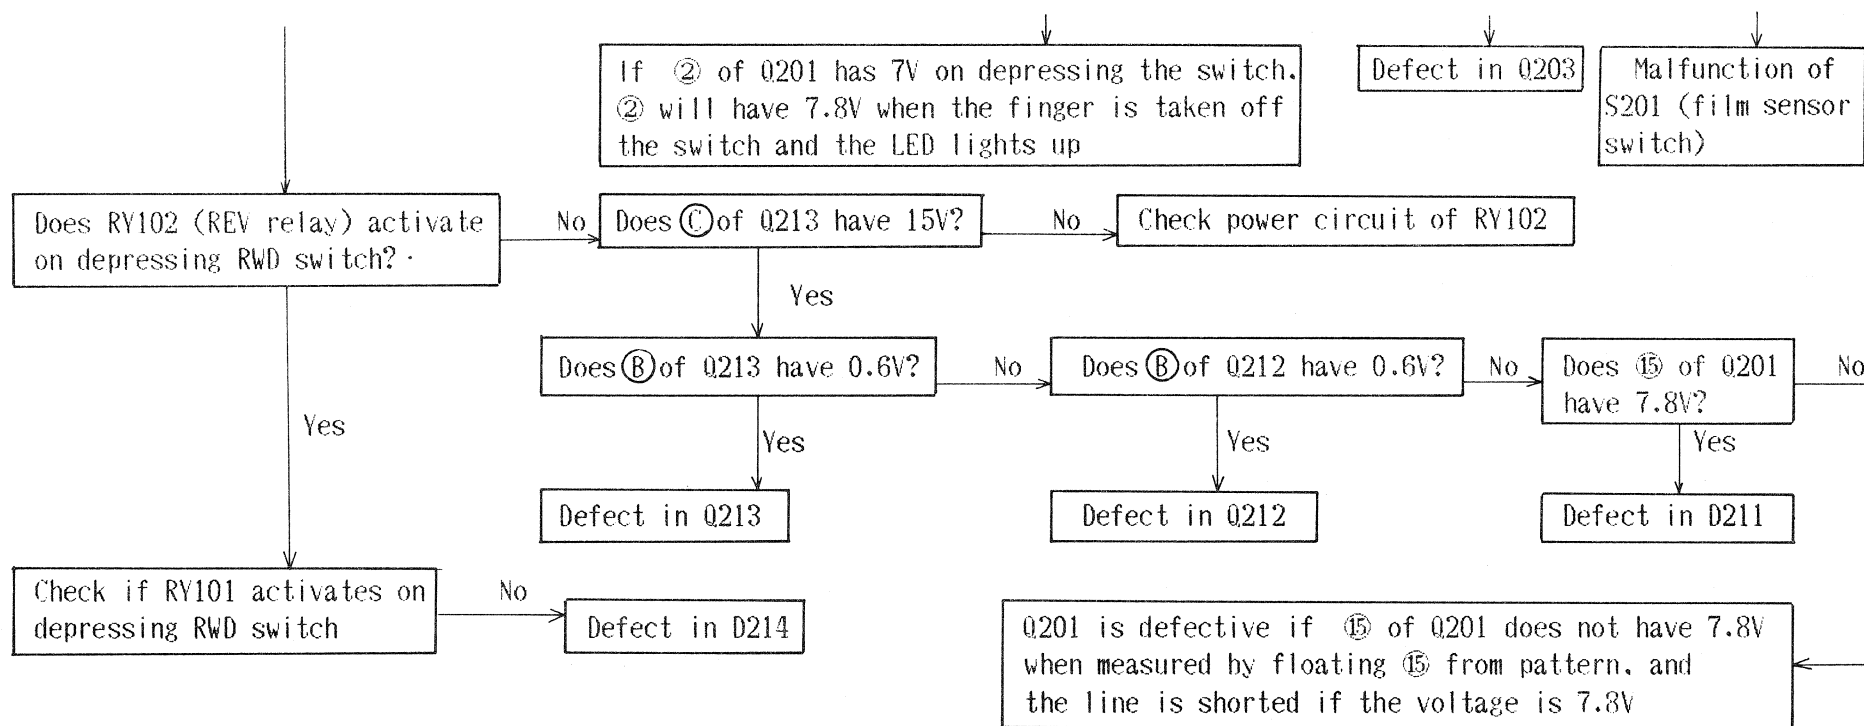 If ② of Q201 has 7V on depressing the switch.
② will have 7.8V when the finger is taken off
the switch and the LED lights up
Defect in Q203
Malfunction of
S201 (film sensor
switch)
Does RY102 (REV relay) activate
on depressing RWD switch?
No
Does Ⓒ of Q213 have 15V?
No
Check power circuit of RY102
Yes
Does Ⓑ of Q213 have 0.6V?
No
Does Ⓑ of Q212 have 0.6V?
No
Does ⑮ of Q201
have 7.8V?
No
Yes
Yes
Yes
Yes
Defect in Q213
Defect in Q212
Defect in D211
Check if RY101 activates on
depressing RWD switch
No
Defect in D214
Q201 is defective if ⑮ of Q201 does not have 7.8V
when measured by floating ⑮ from pattern. and
the line is shorted if the voltage is 7.8V